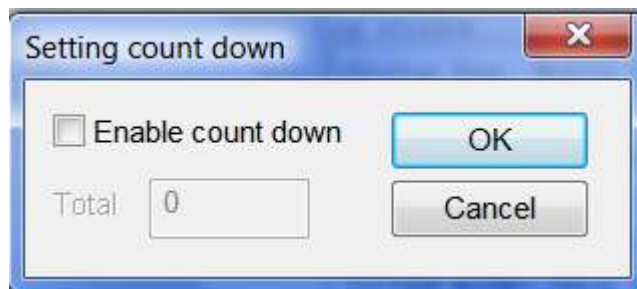 Setting count down
Enable count down
OK
Total 0
Cancel